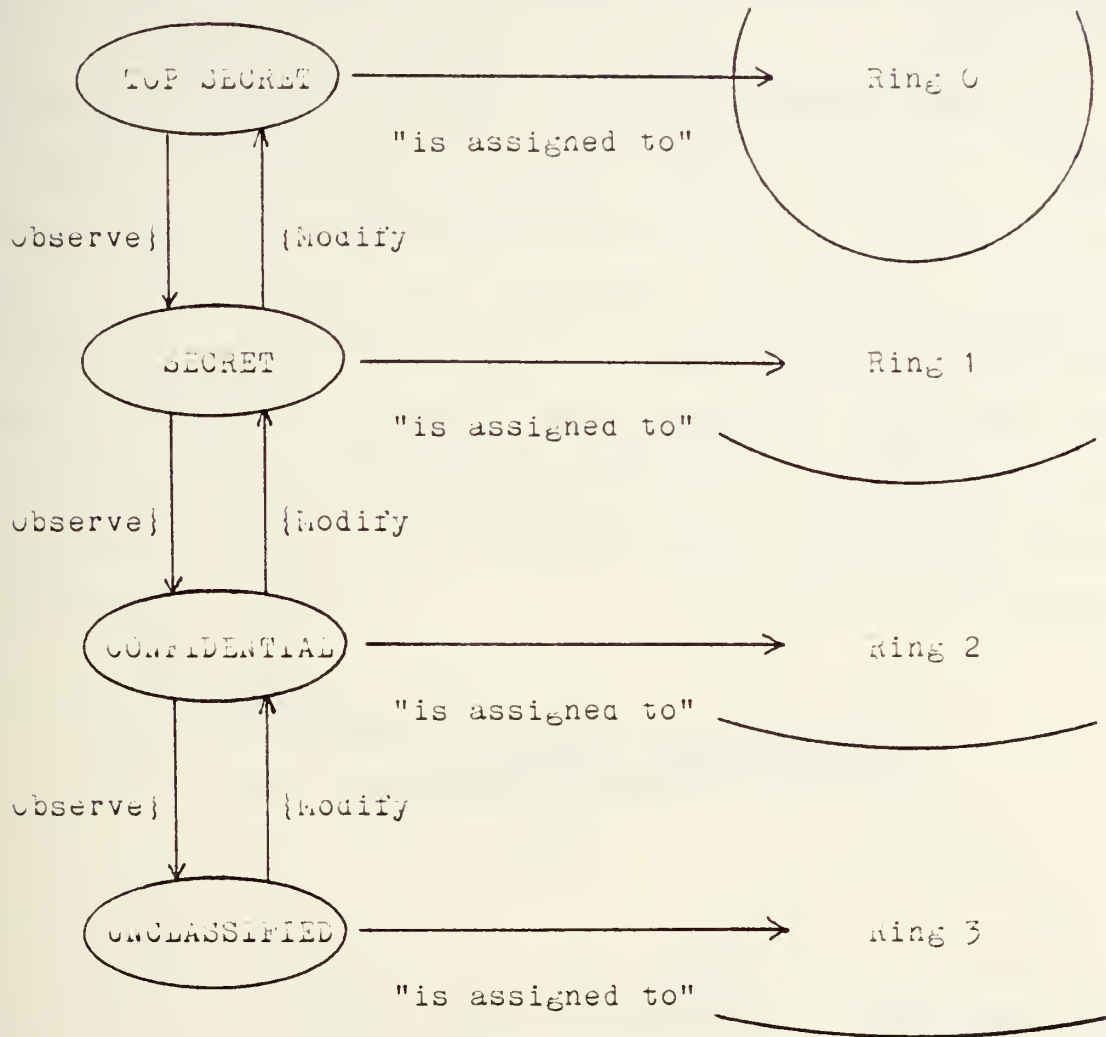 TOP SECRET
Ring 0
"is assigned to"
Observe} {Modify
SECRET
Ring 1
"is assigned to"
Observe} {Modify
CONFIDENTIAL
Ring 2
"is assigned to"
Observe} {Modify
UNCLASSIFIED
Ring 3
"is assigned to"